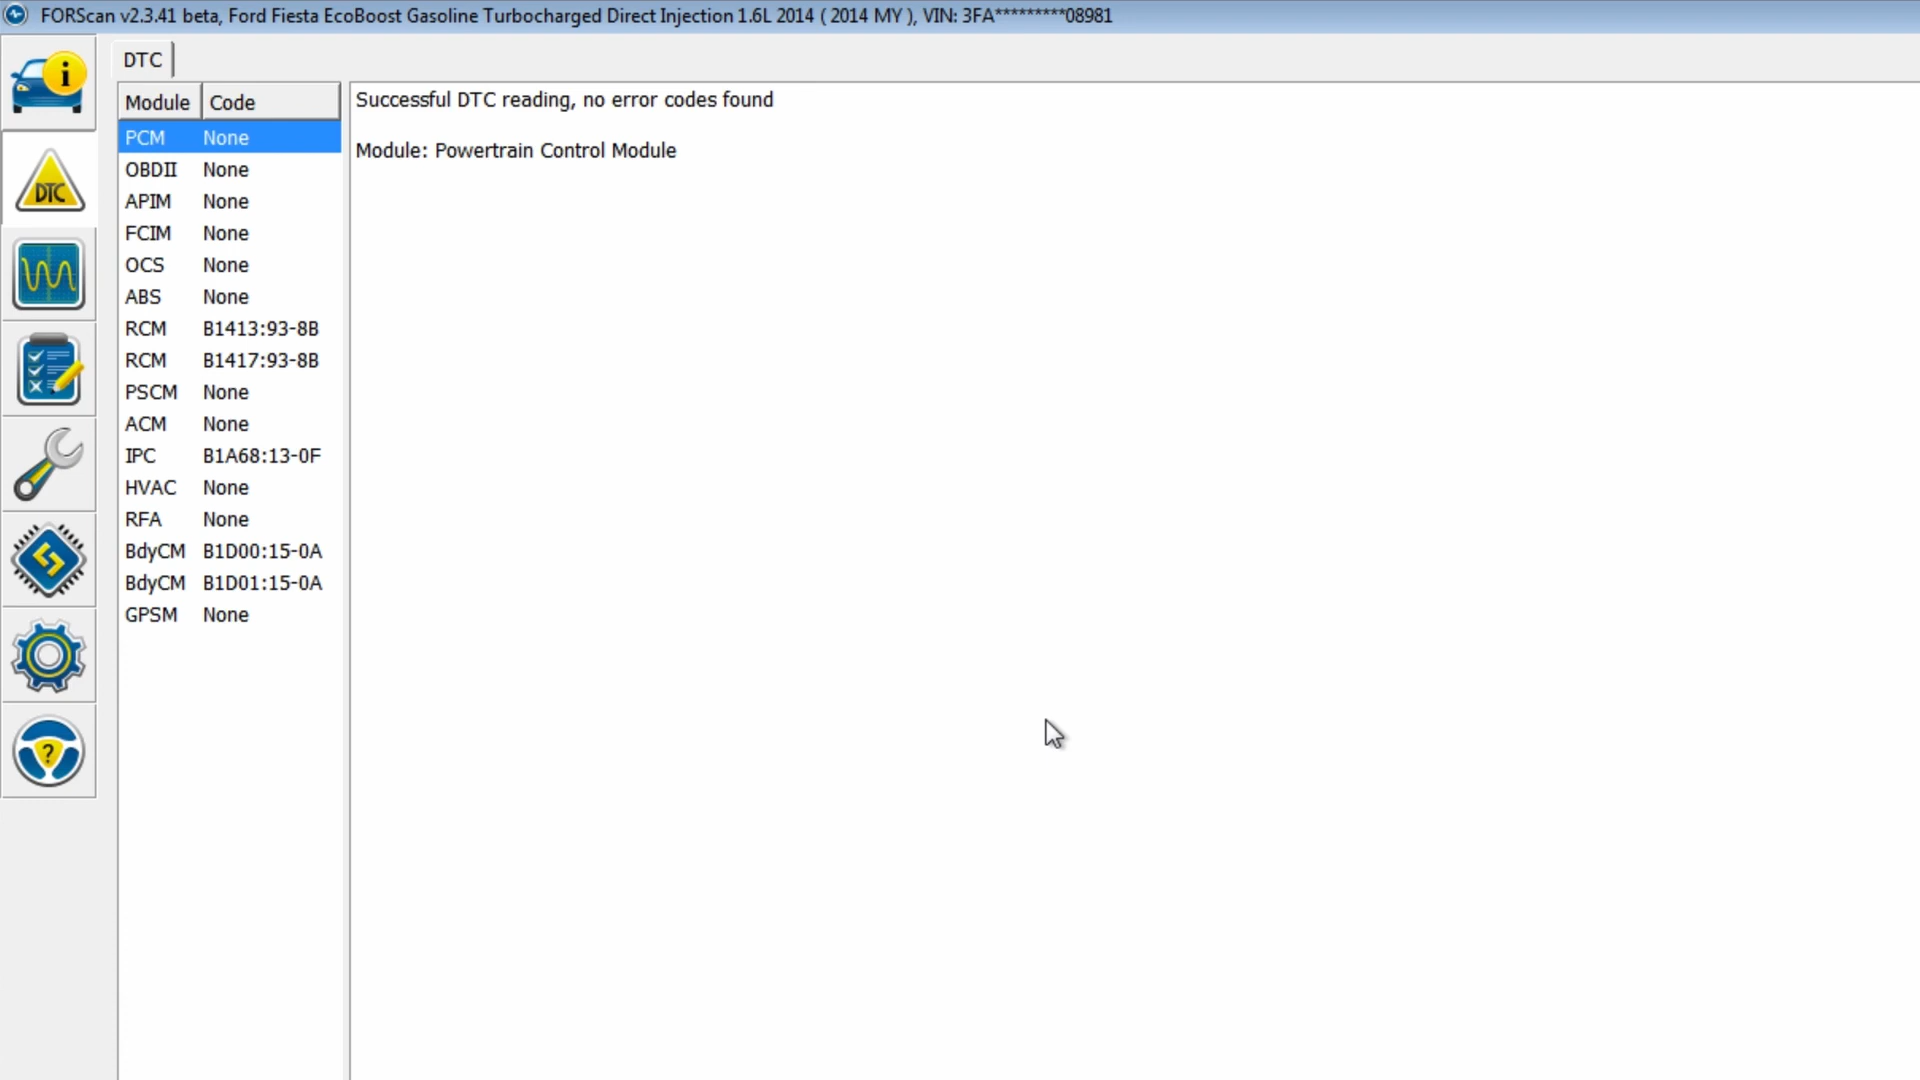 FORScan v2.3.41 beta, Ford Fiesta EcoBoost Gasoline Turbocharged Direct Injection 1.6L 2014 ( 2014 MY ), VIN: 3FA*********08981
DTC
Module Code
PCM None
OBDII None
APIM None
FCIM None
OCS None
ABS None
RCM B1413:93-8B
RCM B1417:93-8B
PSCM None
ACM None
IPC B1A68:13-0F
HVAC None
RFA None
BdyCM B1D00:15-0A
BdyCM B1D01:15-0A
GPSM None
Successful DTC reading, no error codes found
Module: Powertrain Control Module
i
DTC
?